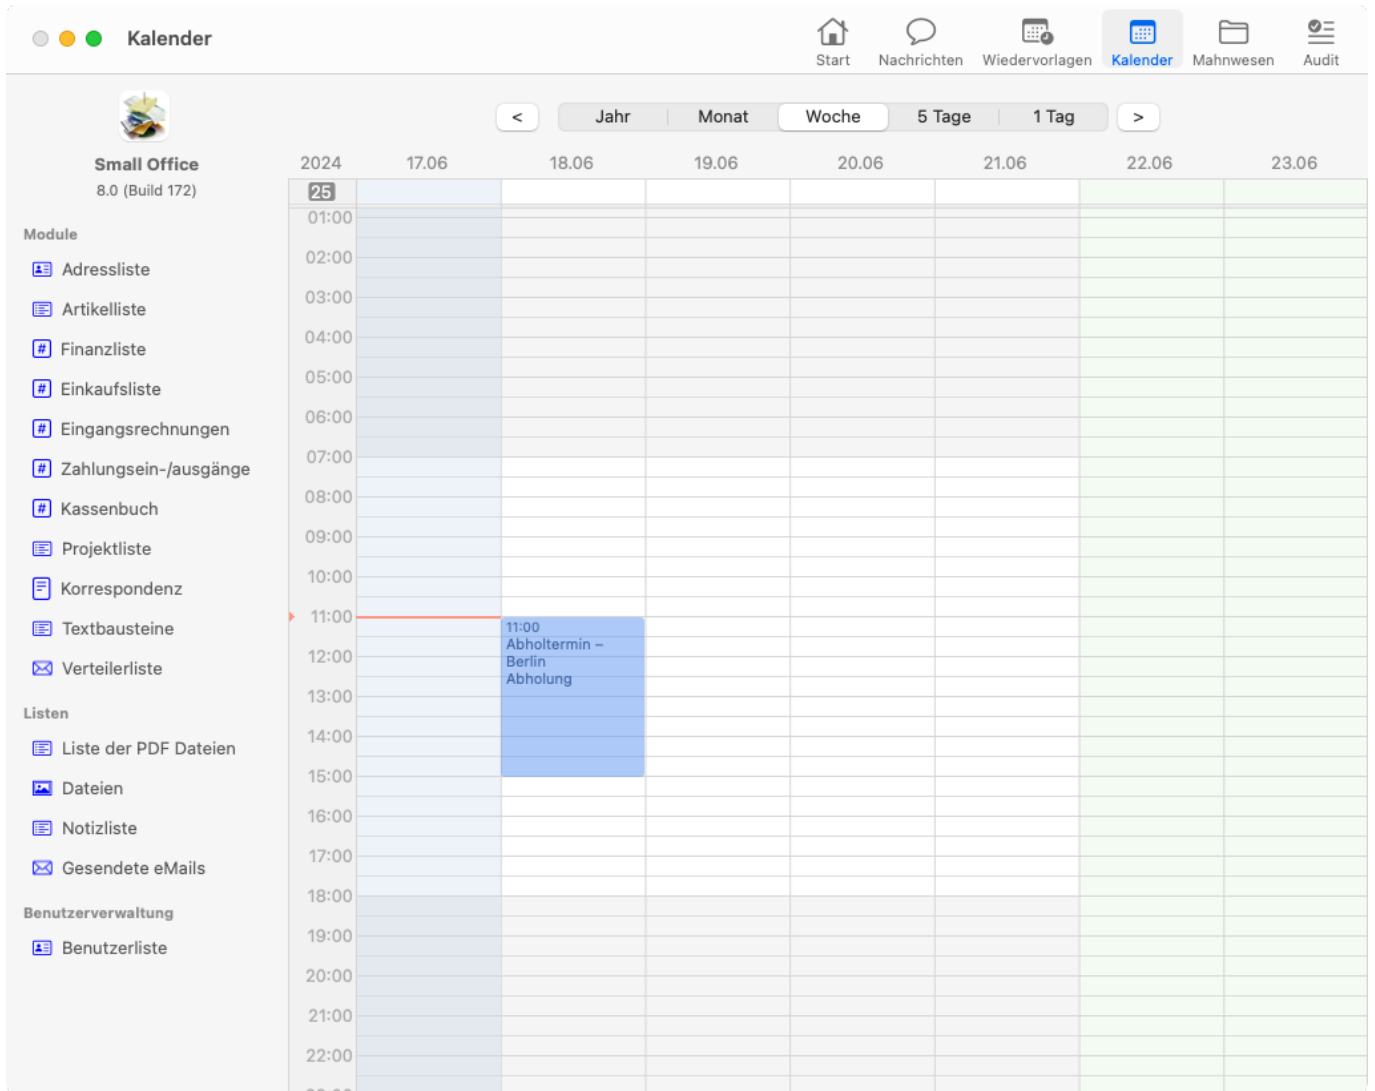 Kalender
Start
Nachrichten
Wiedervorlagen
Kalender
Mahnwesen
Audit
Small Office
8.0 (Build 172)
Module
Adressliste
Artikelliste
# Finanzliste
# Einkaufsliste
# Eingangsrechnungen
# Zahlungsein-/ausgänge
# Kassenbuch
Projektliste
Korrespondenz
Textbausteine
Verteilerliste
Listen
Liste der PDF Dateien
Dateien
Notizliste
Gesendete eMails
Benutzerverwaltung
Benutzerliste
< Jahr Monat Woche 5 Tage 1 Tag >
2024 17.06 18.06 19.06 20.06 21.06 22.06 23.06
25
01:00
02:00
03:00
04:00
05:00
06:00
07:00
08:00
09:00
10:00
11:00
12:00
13:00
14:00
15:00
16:00
17:00
18:00
19:00
20:00
21:00
22:00
11:00
Abholtermin –
Berlin
Abholung